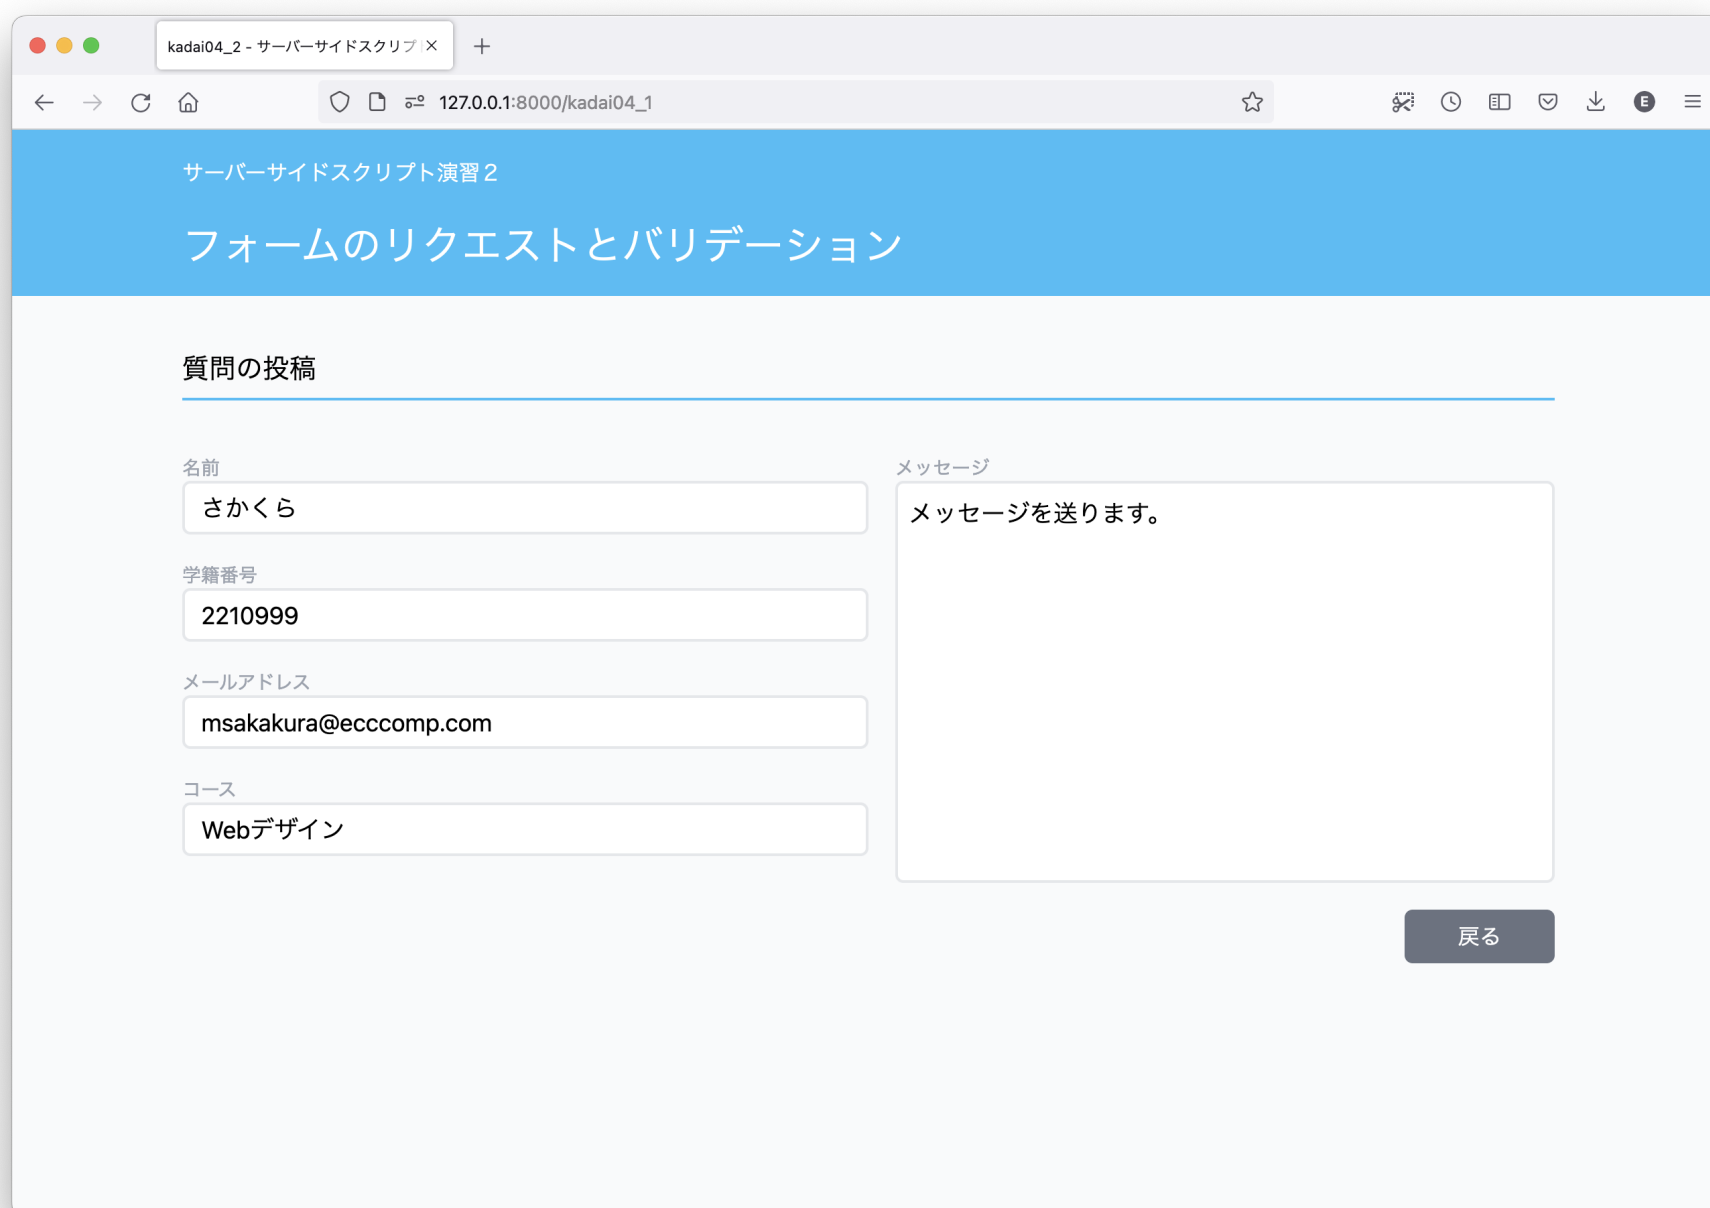 kadai04_2 - サーバーサイドスクリプ
127.0.0.1:8000/kadai04_1
E
サーバーサイドスクリプト演習２
フォームのリクエストとバリデーション
質問の投稿
名前
さかくら
学籍番号
2210999
メールアドレス
msakakura@ecccomp.com
コース
Webデザイン
メッセージ
メッセージを送ります。
戻る